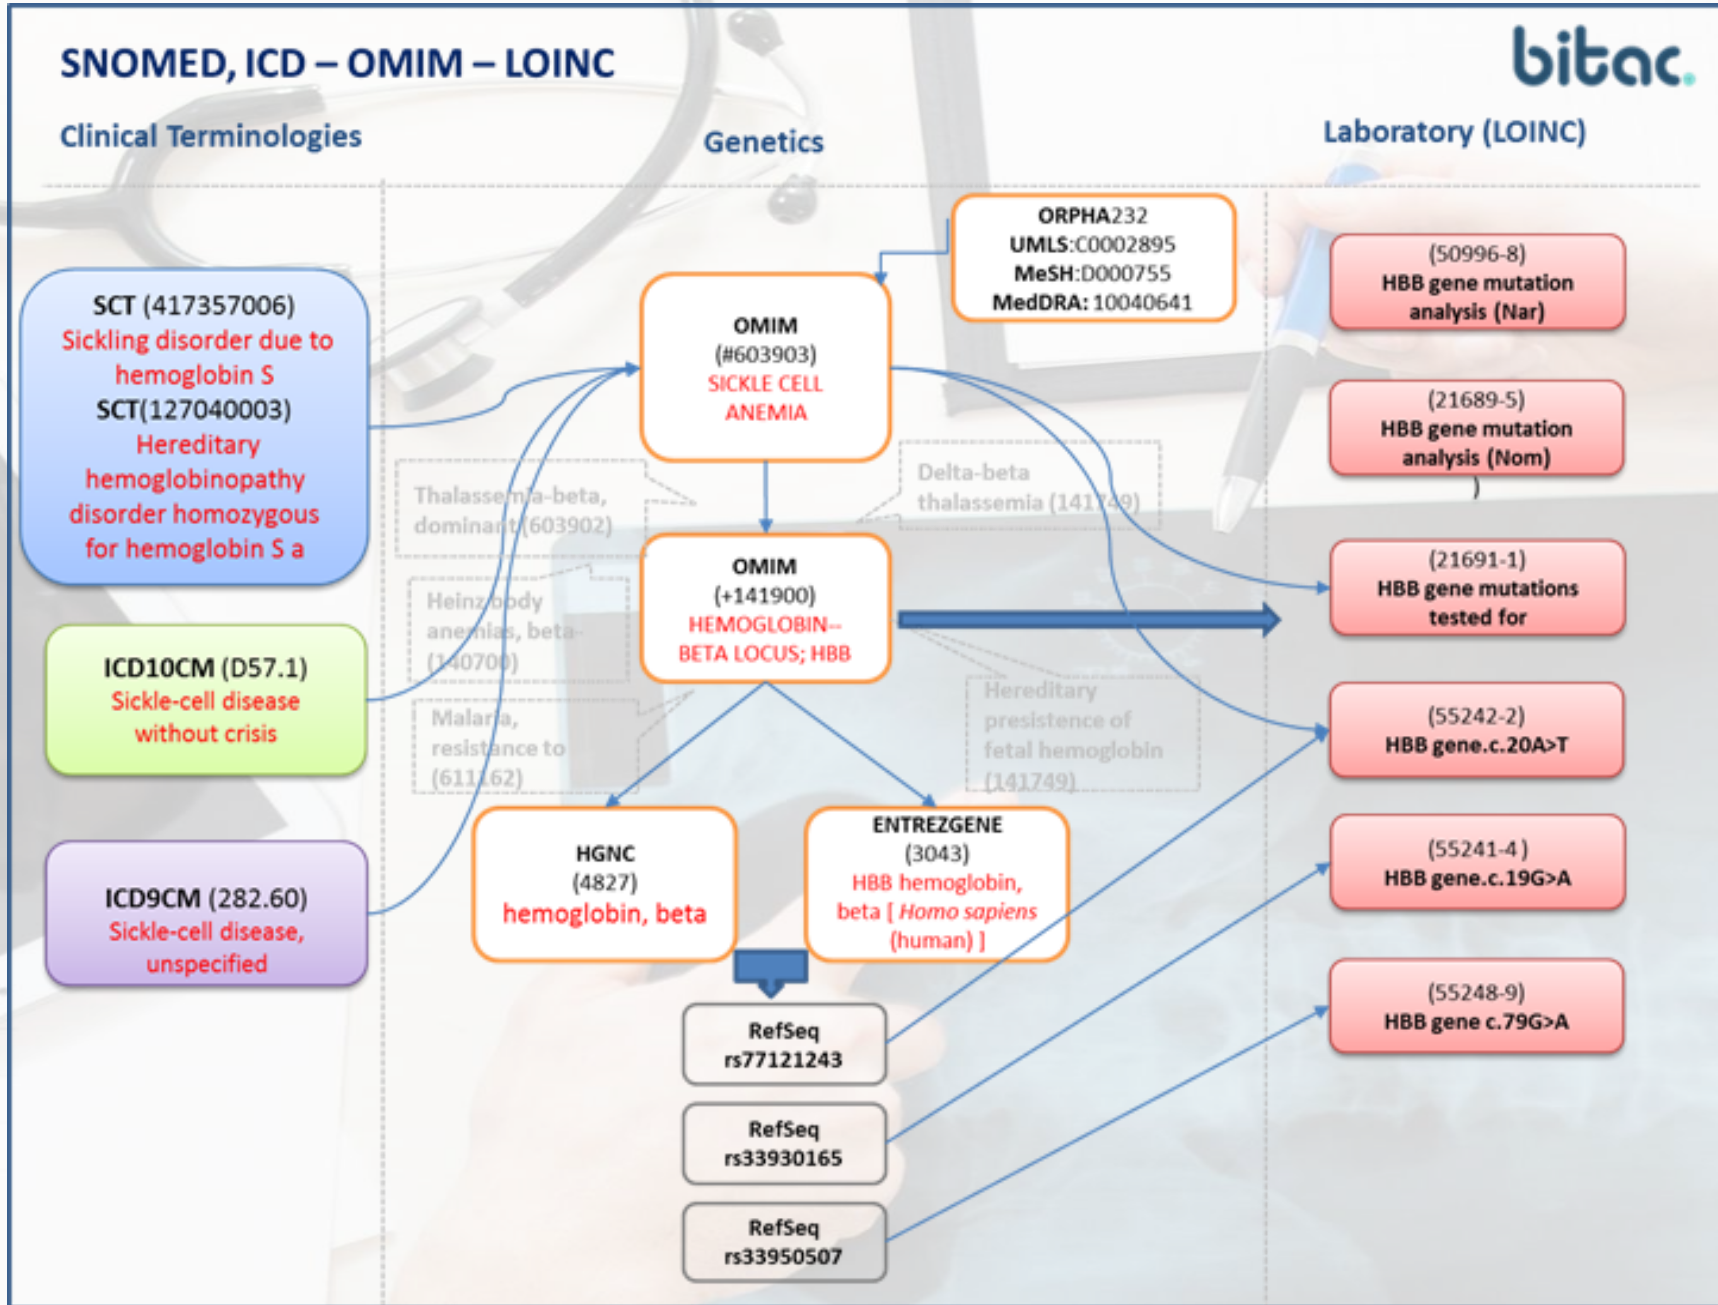 SNOMED, ICD – OMIM – LOINC
bitac.
Clinical Terminologies
Genetics
Laboratory (LOINC)
SCT (417357006)
Sickling disorder due to
hemoglobin S
SCT(127040003)
Hereditary
hemoglobinopathy
disorder homozygous
for hemoglobin S a
ICD10CM (D57.1)
Sickle-cell disease
without crisis
ICD9CM (282.60)
Sickle-cell disease,
unspecified
ORPHA232
UMLS:C0002895
MeSH:D000755
MedDRA: 10040641
OMIM
(#603903)
SICKLE CELL
ANEMIA
Thalassemia-beta,
dominant (603902)
Delta-beta
thalassemia (141749)
OMIM
(+141900)
HEMOGLOBIN--
BETA LOCUS; HBB
Heinz body
anemias, beta-
(140700)
Malaria,
resistance to
(611162)
Hereditary
presistence of
fetal hemoglobin
(141749)
HGNC
(4827)
hemoglobin, beta
ENTREZGENE
(3043)
HBB hemoglobin,
beta [ Homo sapiens
(human) ]
RefSeq
rs77121243
RefSeq
rs33930165
RefSeq
rs33950507
(50996-8)
HBB gene mutation
analysis (Nar)
(21689-5)
HBB gene mutation
analysis (Nom)
)
(21691-1)
HBB gene mutations
tested for
(55242-2)
HBB gene.c.20A>T
(55241-4 )
HBB gene.c.19G>A
(55248-9)
HBB gene c.79G>A